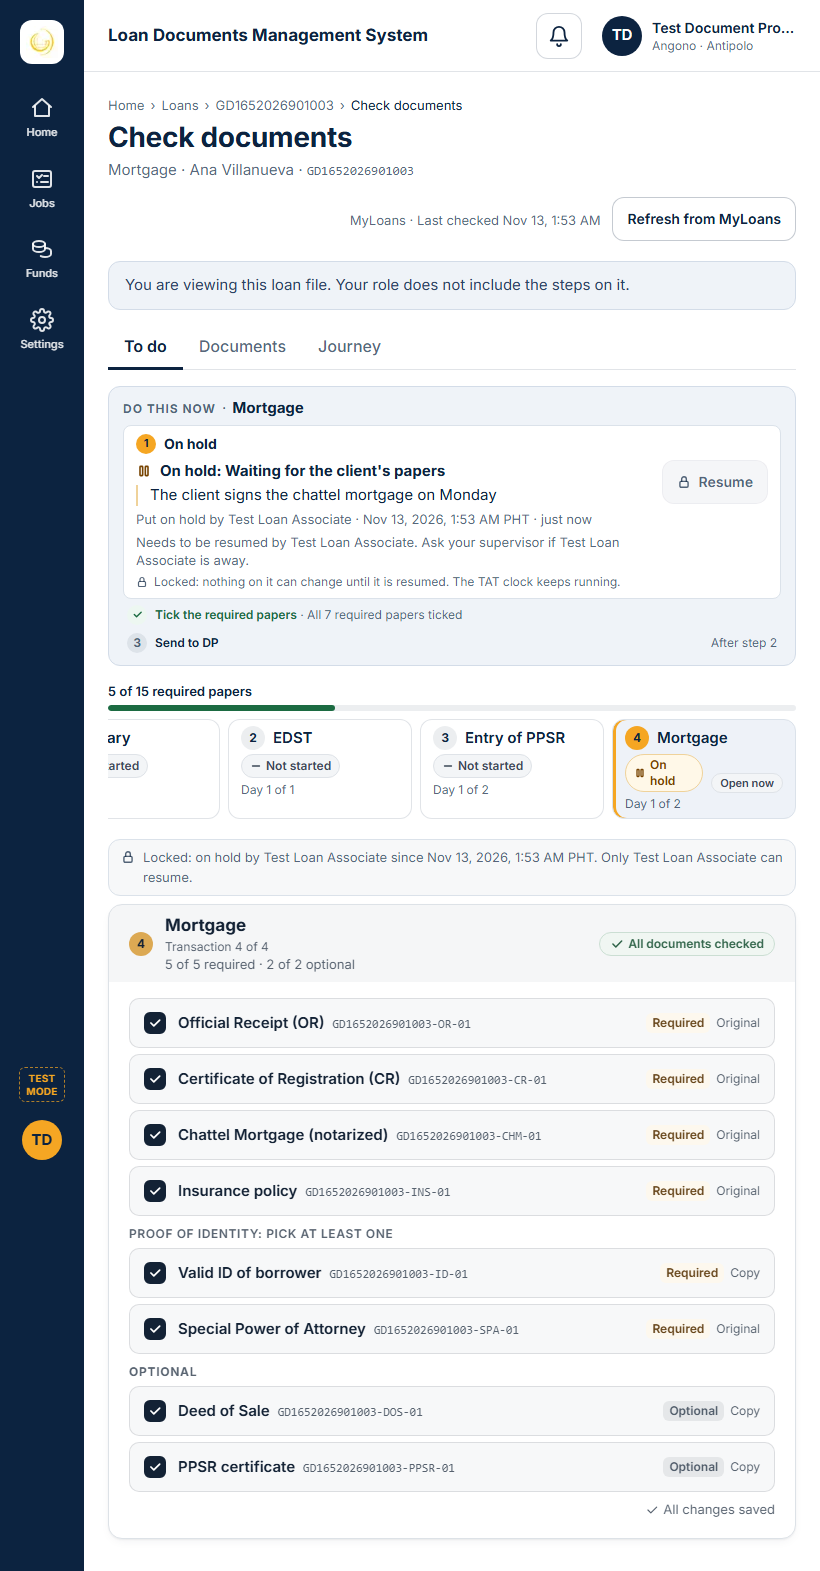 Loan Documents Management System
TD
Test Document Pro...
Angono · Antipolo
Home
Jobs
Funds
Settings
TEST
MODE
TD
Home › Loans › GD1652026901003 › Check documents
Check documents
Mortgage · Ana Villanueva · GD1652026901003
MyLoans · Last checked Nov 13, 1:53 AM
Refresh from MyLoans
You are viewing this loan file. Your role does not include the steps on it.
To do
Documents
Journey
DO THIS NOW · Mortgage
1 On hold
On hold: Waiting for the client's papers
The client signs the chattel mortgage on Monday
Put on hold by Test Loan Associate · Nov 13, 2026, 1:53 AM PHT · just now
Needs to be resumed by Test Loan Associate. Ask your supervisor if Test Loan
Associate is away.
Locked: nothing on it can change until it is resumed. The TAT clock keeps running.
Resume
Tick the required papers · All 7 required papers ticked
3 Send to DP
After step 2
5 of 15 required papers
ary
arted
2 EDST
Not started
Day 1 of 1
3 Entry of PPSR
Not started
Day 1 of 2
4 Mortgage
On
hold
Open now
Day 1 of 2
Locked: on hold by Test Loan Associate since Nov 13, 2026, 1:53 AM PHT. Only Test Loan Associate can
resume.
4
Mortgage
Transaction 4 of 4
5 of 5 required · 2 of 2 optional
All documents checked
Official Receipt (OR) GD1652026901003-OR-01 Required Original
Certificate of Registration (CR) GD1652026901003-CR-01 Required Original
Chattel Mortgage (notarized) GD1652026901003-CHM-01 Required Original
Insurance policy GD1652026901003-INS-01 Required Original
PROOF OF IDENTITY: PICK AT LEAST ONE
Valid ID of borrower GD1652026901003-ID-01 Required Copy
Special Power of Attorney GD1652026901003-SPA-01 Required Original
OPTIONAL
Deed of Sale GD1652026901003-DOS-01 Optional Copy
PPSR certificate GD1652026901003-PPSR-01 Optional Copy
All changes saved